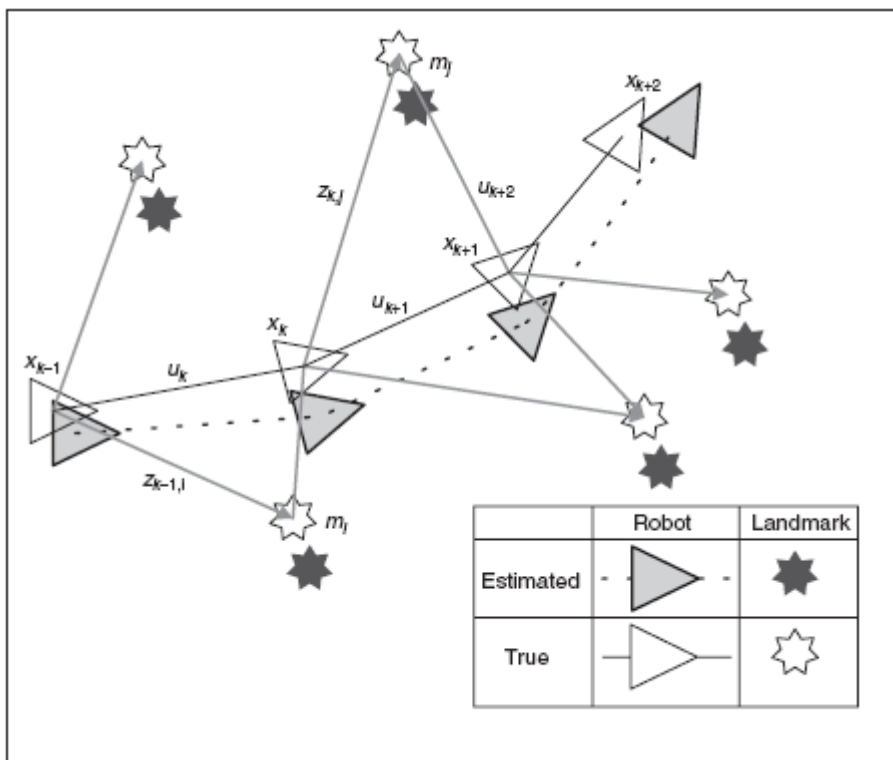 m_j
x_{k+2}
z_{k,j}
u_{k+2}
x_{k+1}
u_{k+1}
x_k
x_{k–1}
u_k
z_{k–1,i}
m_i
Robot Landmark
Estimated
True